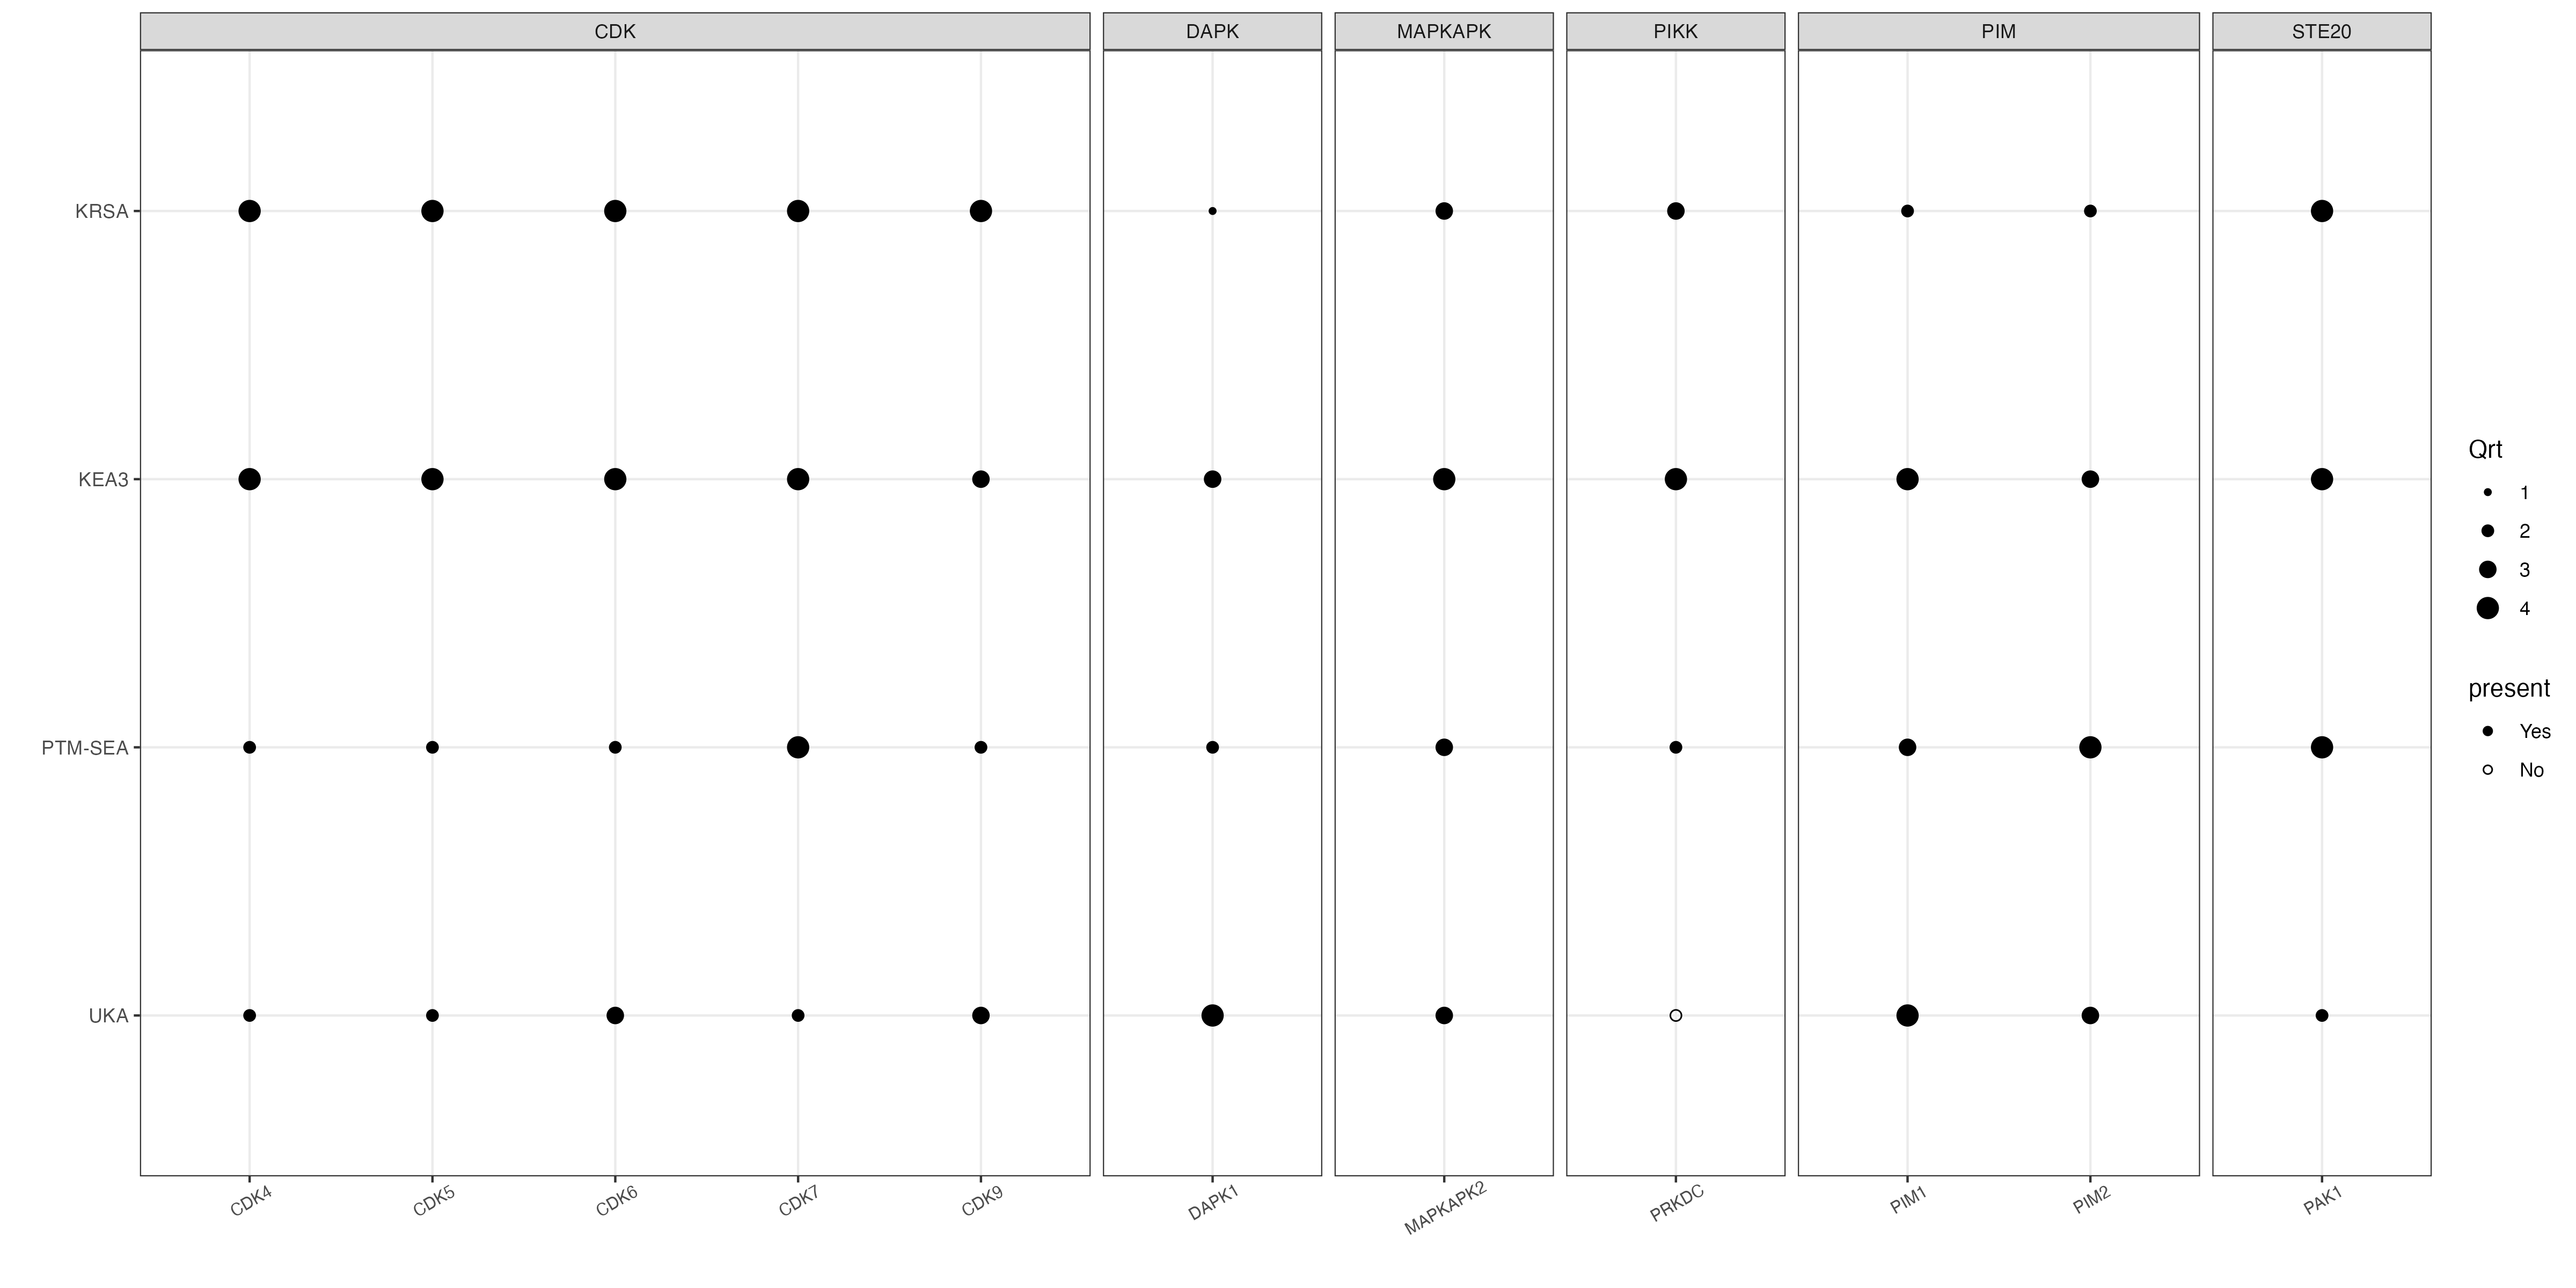 CDK DAPK MAPKAPK PIKK PIM STE20
KRSA
KEA3
PTM-SEA
UKA
CDK4 CDK5 CDK6 CDK7 CDK9 DAPK1 MAPKAPK2 PRKDC PIM1 PIM2 PAK1
Qrt
1
2
3
4
present
Yes
No